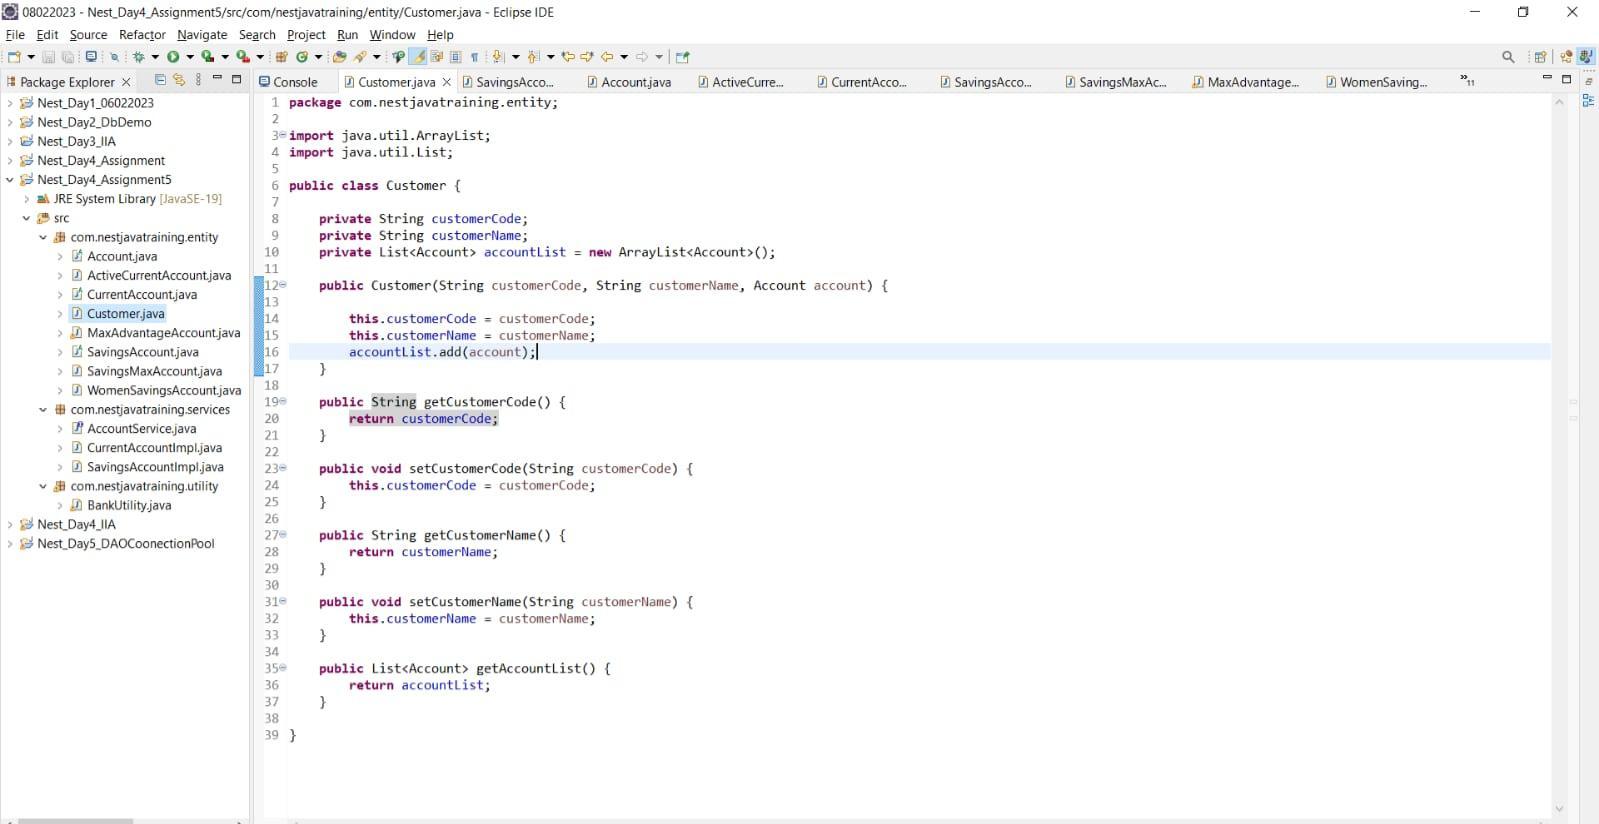 08022023 - Nest_Day4_Assignment5/src/com/nestjavatraining/entity/Customer.java - Eclipse IDE
File Edit Source Refactor Navigate Search Project Run Window Help
Package Explorer
Nest_Day1_06022023
Nest_Day2_DbDemo
Nest_Day3_IIA
Nest_Day4_Assignment
Nest_Day4_Assignment5
JRE System Library [JavaSE-19]
src
com.nestjavatraining.entity
Account.java
ActiveCurrentAccount.java
CurrentAccount.java
Customer.java
MaxAdvantageAccount.java
SavingsAccount.java
SavingsMaxAccount.java
WomenSavingsAccount.java
com.nestjavatraining.services
AccountService.java
CurrentAccountImpl.java
SavingsAccountImpl.java
com.nestjavatraining.utility
BankUtility.java
Nest_Day4_IIA
Nest_Day5_DAOCoonectionPool
Console Customer.java SavingsAcco... Account.java ActiveCurre... CurrentAcco... SavingsAcco... SavingsMaxAc... MaxAdvantage... WomenSaving... »11
1 package com.nestjavatraining.entity;
2
3 import java.util.ArrayList;
4 import java.util.List;
5
6 public class Customer {
7
8 private String customerCode;
9 private String customerName;
10 private List<Account> accountList = new ArrayList<Account>();
11
12 public Customer(String customerCode, String customerName, Account account) {
13
14 this.customerCode = customerCode;
15 this.customerName = customerName;
16 accountList.add(account);
17 }
18
19 public String getCustomerCode() {
20 return customerCode;
21 }
22
23 public void setCustomerCode(String customerCode) {
24 this.customerCode = customerCode;
25 }
26
27 public String getCustomerName() {
28 return customerName;
29 }
30
31 public void setCustomerName(String customerName) {
32 this.customerName = customerName;
33 }
34
35 public List<Account> getAccountList() {
36 return accountList;
37 }
38
39 }